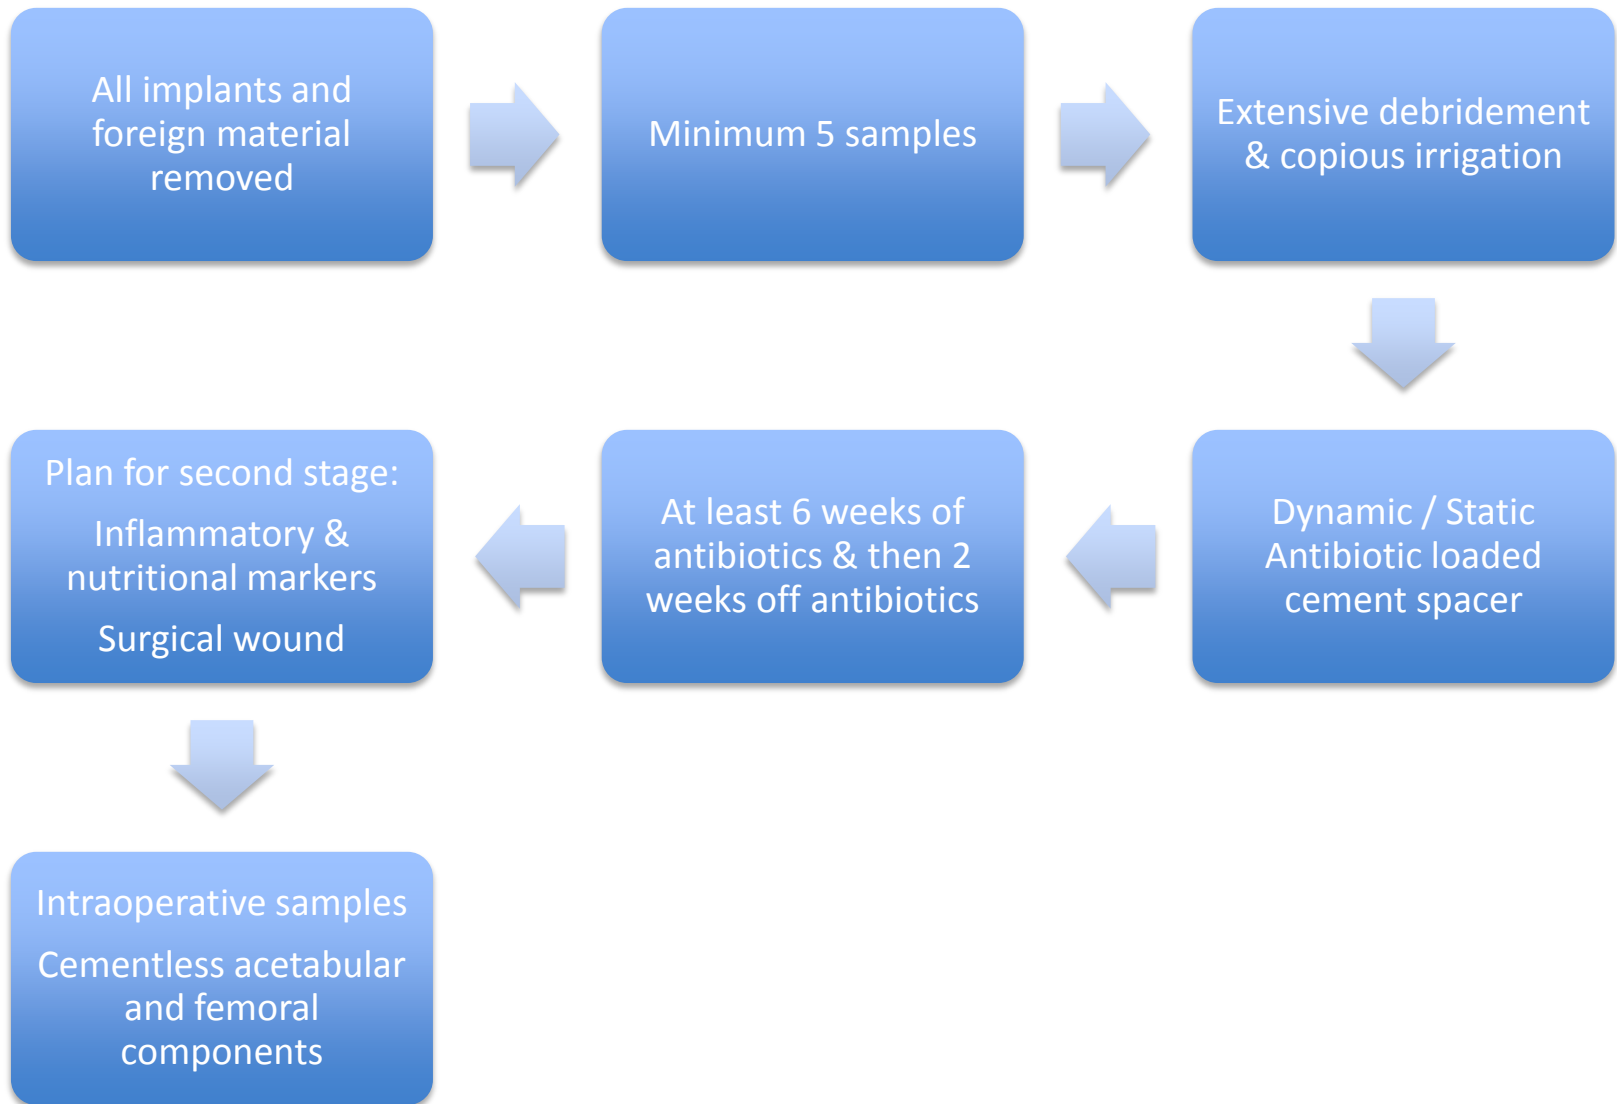 All implants and
foreign material
removed
Minimum 5 samples
Extensive debridement
& copious irrigation
Dynamic / Static
Antibiotic loaded
cement spacer
At least 6 weeks of
antibiotics & then 2
weeks off antibiotics
Plan for second stage:
Inflammatory &
nutritional markers
Surgical wound
Intraoperative samples
Cementless acetabular
and femoral
components